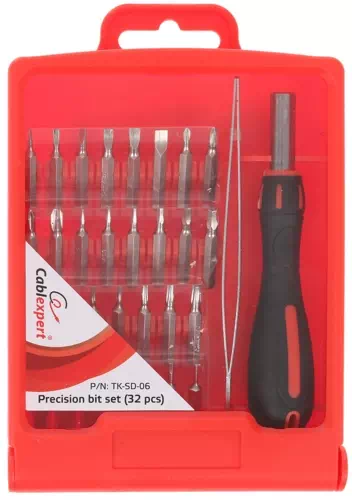 Cablexpert®
P/N: TK-SD-06
Precision bit set (32 pcs)